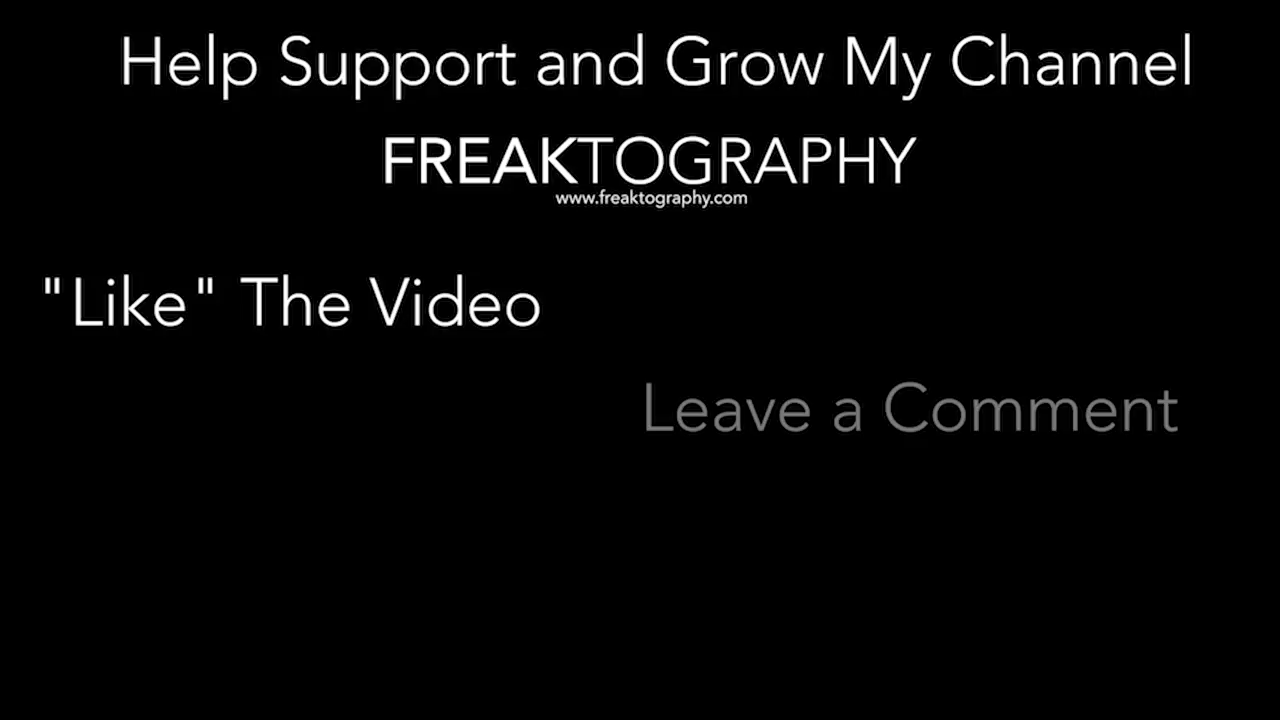 Help Support and Grow My Channel
FREAKTOGRAPHY
www.freaktography.com
"Like" The Video
Leave a Comment